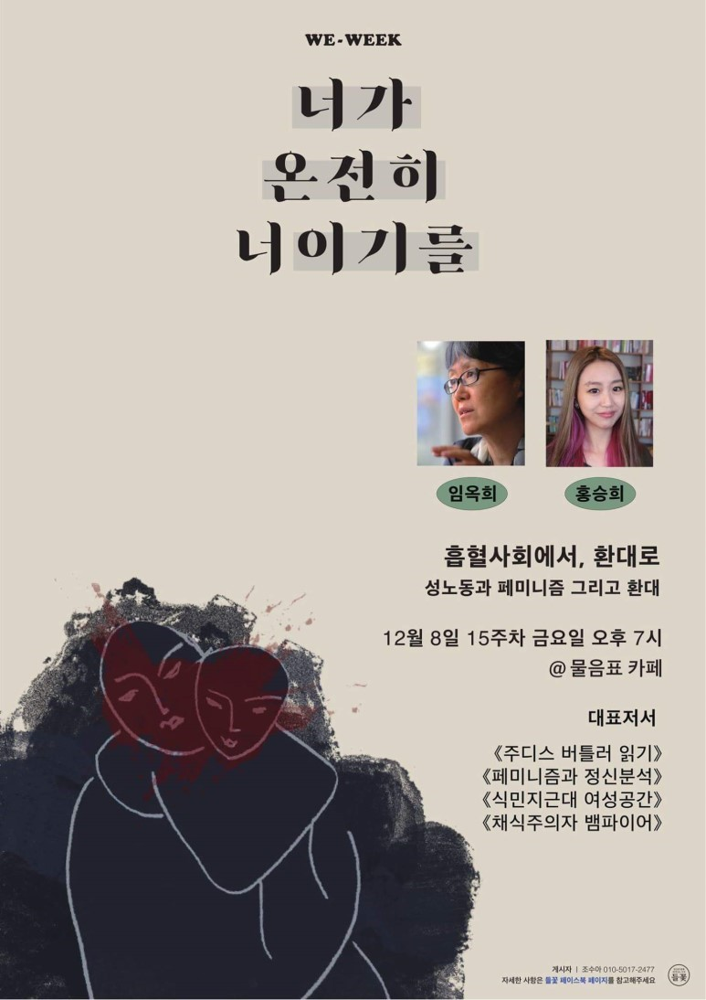 WE-WEEK
너가
온전히
너이기를
임옥희
홍승희
흡혈사회에서, 환대로
성노동과 페미니즘 그리고 환대
12월 8일 15주차 금요일 오후 7시
@ 물음표 카페
대표저서
《주디스 버틀러 읽기》
《페미니즘과 정신분석》
《식민지근대 여성공간》
《채식주의자 뱀파이어》
게시자 | 조수아 010-5017-2477
자세한 사항은 들꽃 페이스북 페이지를 참고해주세요
들꽃